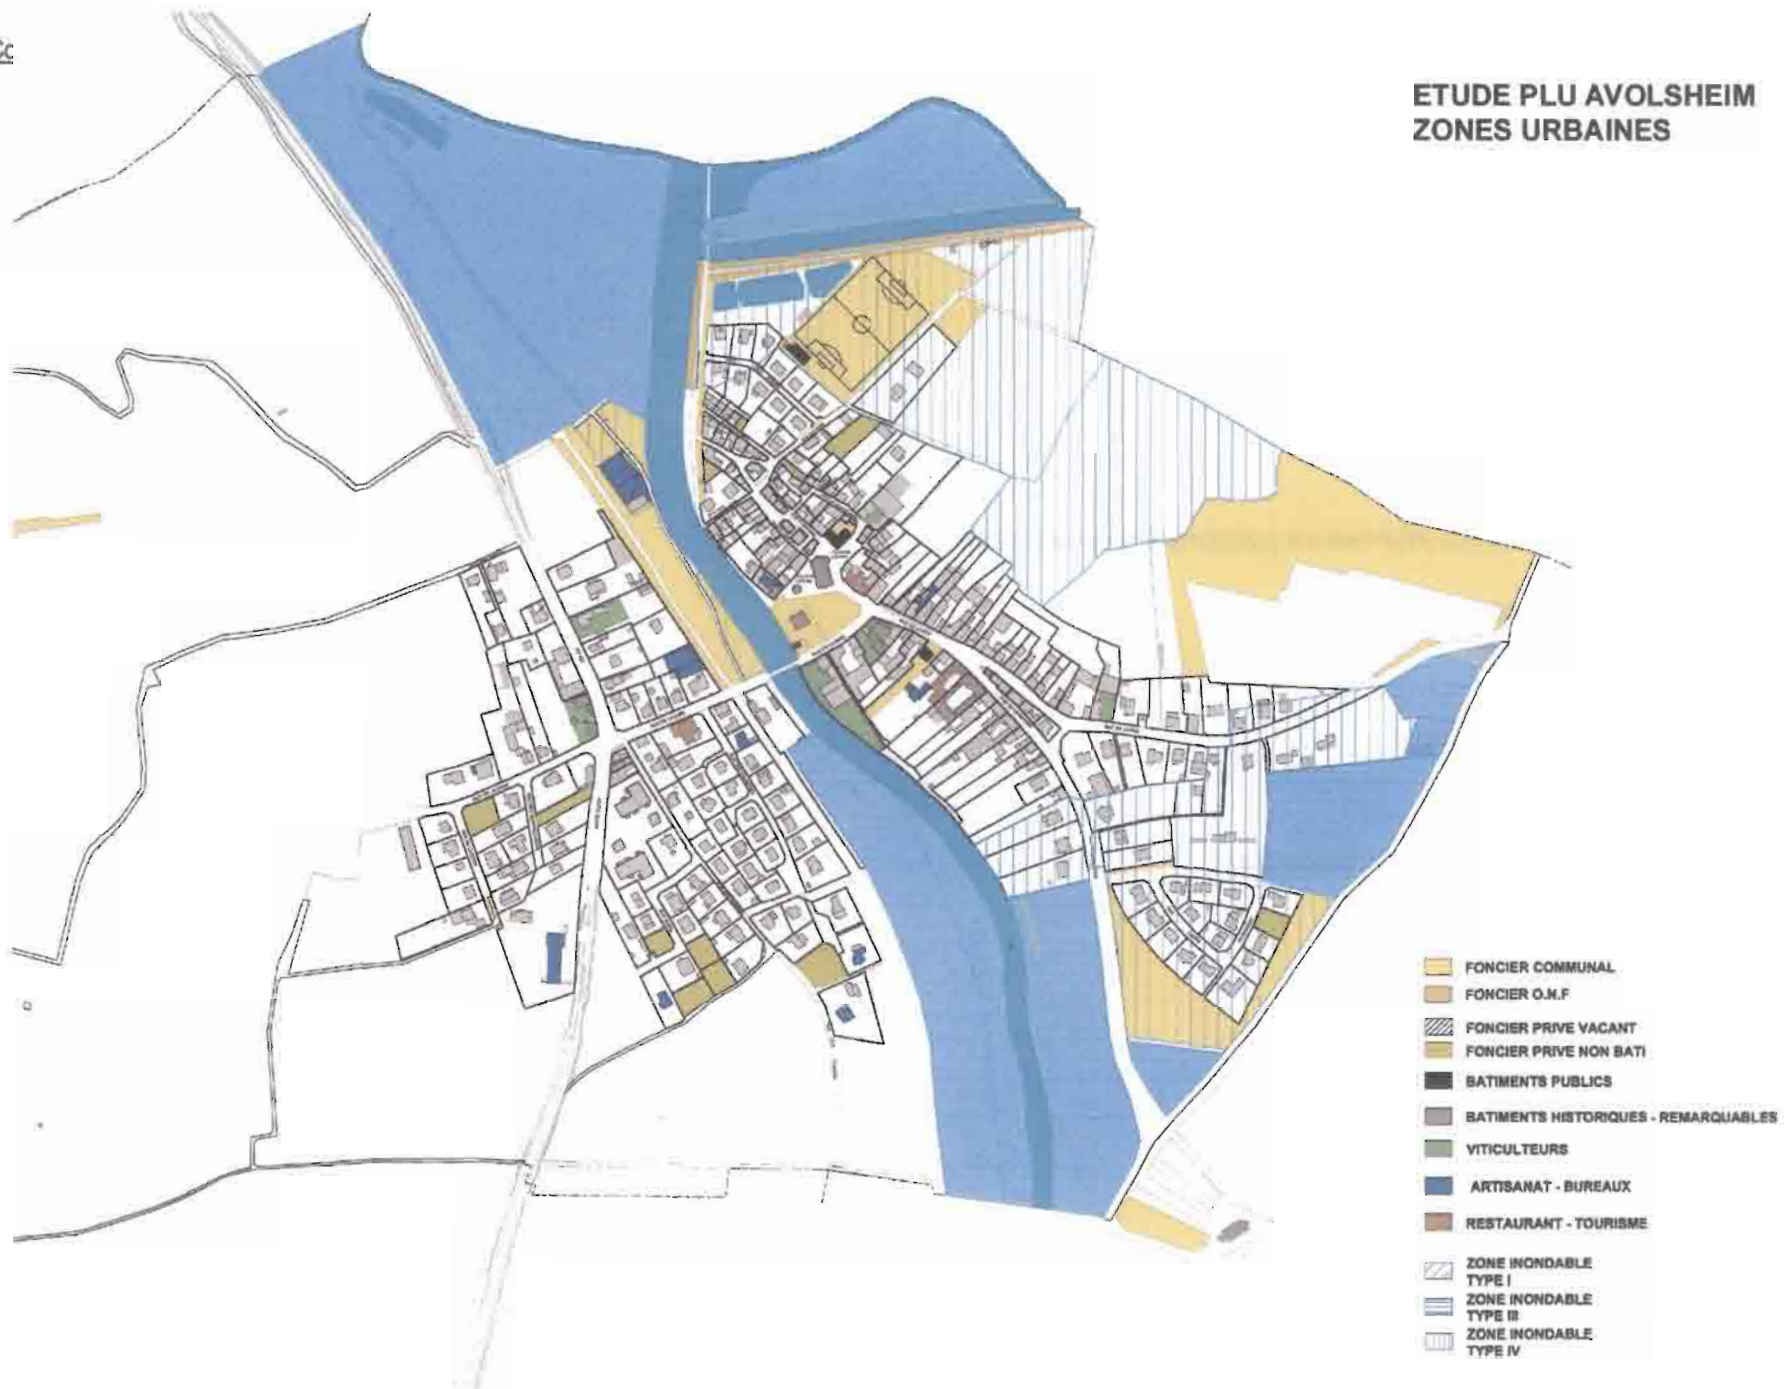 ETUDE PLU AVOLSHEIM
ZONES URBAINES
FONCIER COMMUNAL
FONCIER O.N.F
FONCIER PRIVE VACANT
FONCIER PRIVE NON BATI
BATIMENTS PUBLICS
BATIMENTS HISTORIQUES - REMARQUABLES
VITICULTEURS
ARTISANAT - BUREAUX
RESTAURANT - TOURISME
ZONE INONDABLE
TYPE I
ZONE INONDABLE
TYPE III
ZONE INONDABLE
TYPE IV